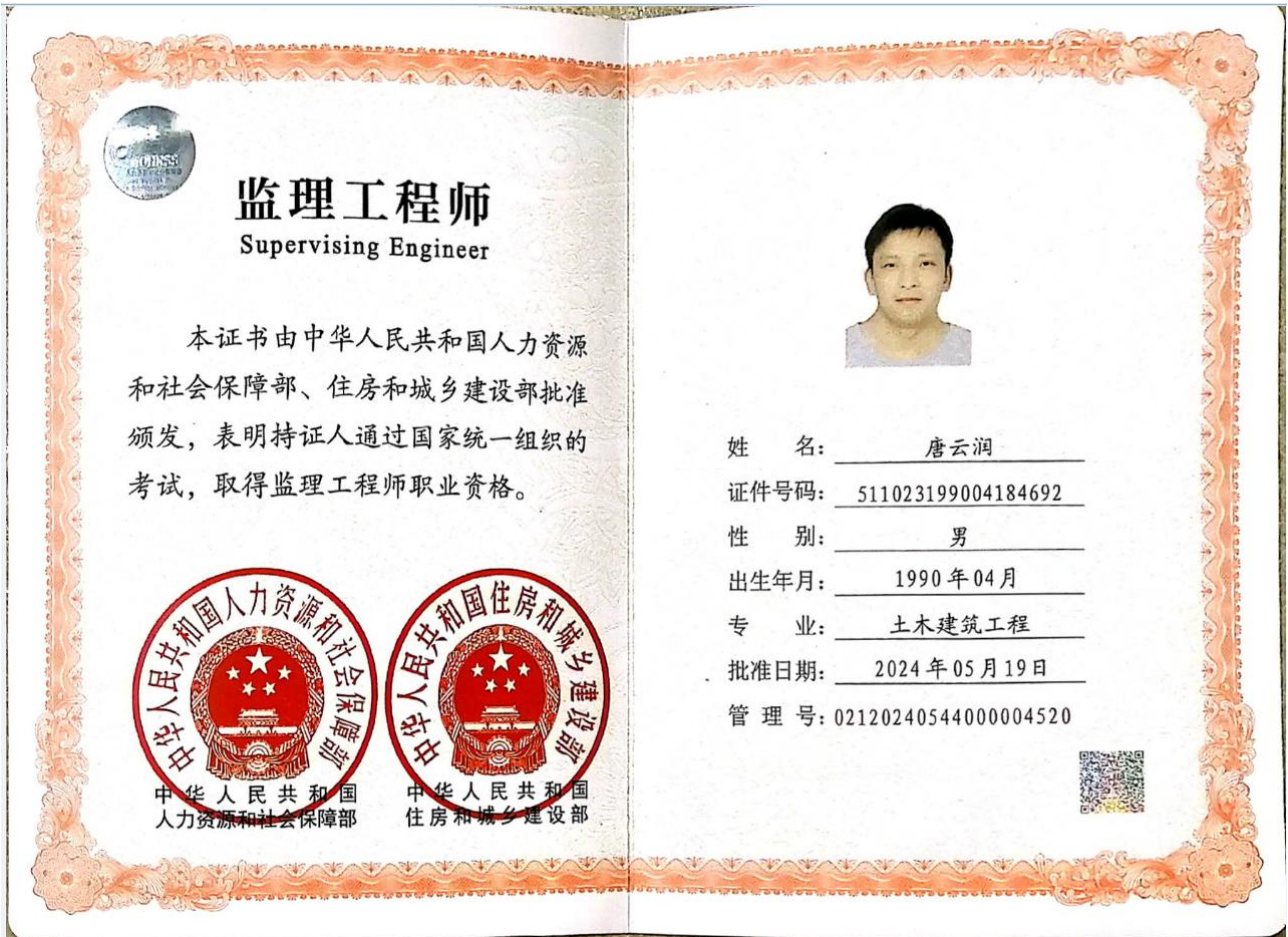 监理工程师
Supervising Engineer
本证书由中华人民共和国人力资源
和社会保障部、住房和城乡建设部批准
颁发，表明持证人通过国家统一组织的
考试，取得监理工程师职业资格。
中华人民共和国人力资源和社会保障部
中华人民共和国住房和城乡建设部
中华人民共和国
人力资源和社会保障部
中华人民共和国
住房和城乡建设部
姓 名：唐云润
证件号码：511023199004184692
性 别：男
出生年月：1990年04月
专 业：土木建筑工程
批准日期：2024年05月19日
管 理 号：02120240544000004520